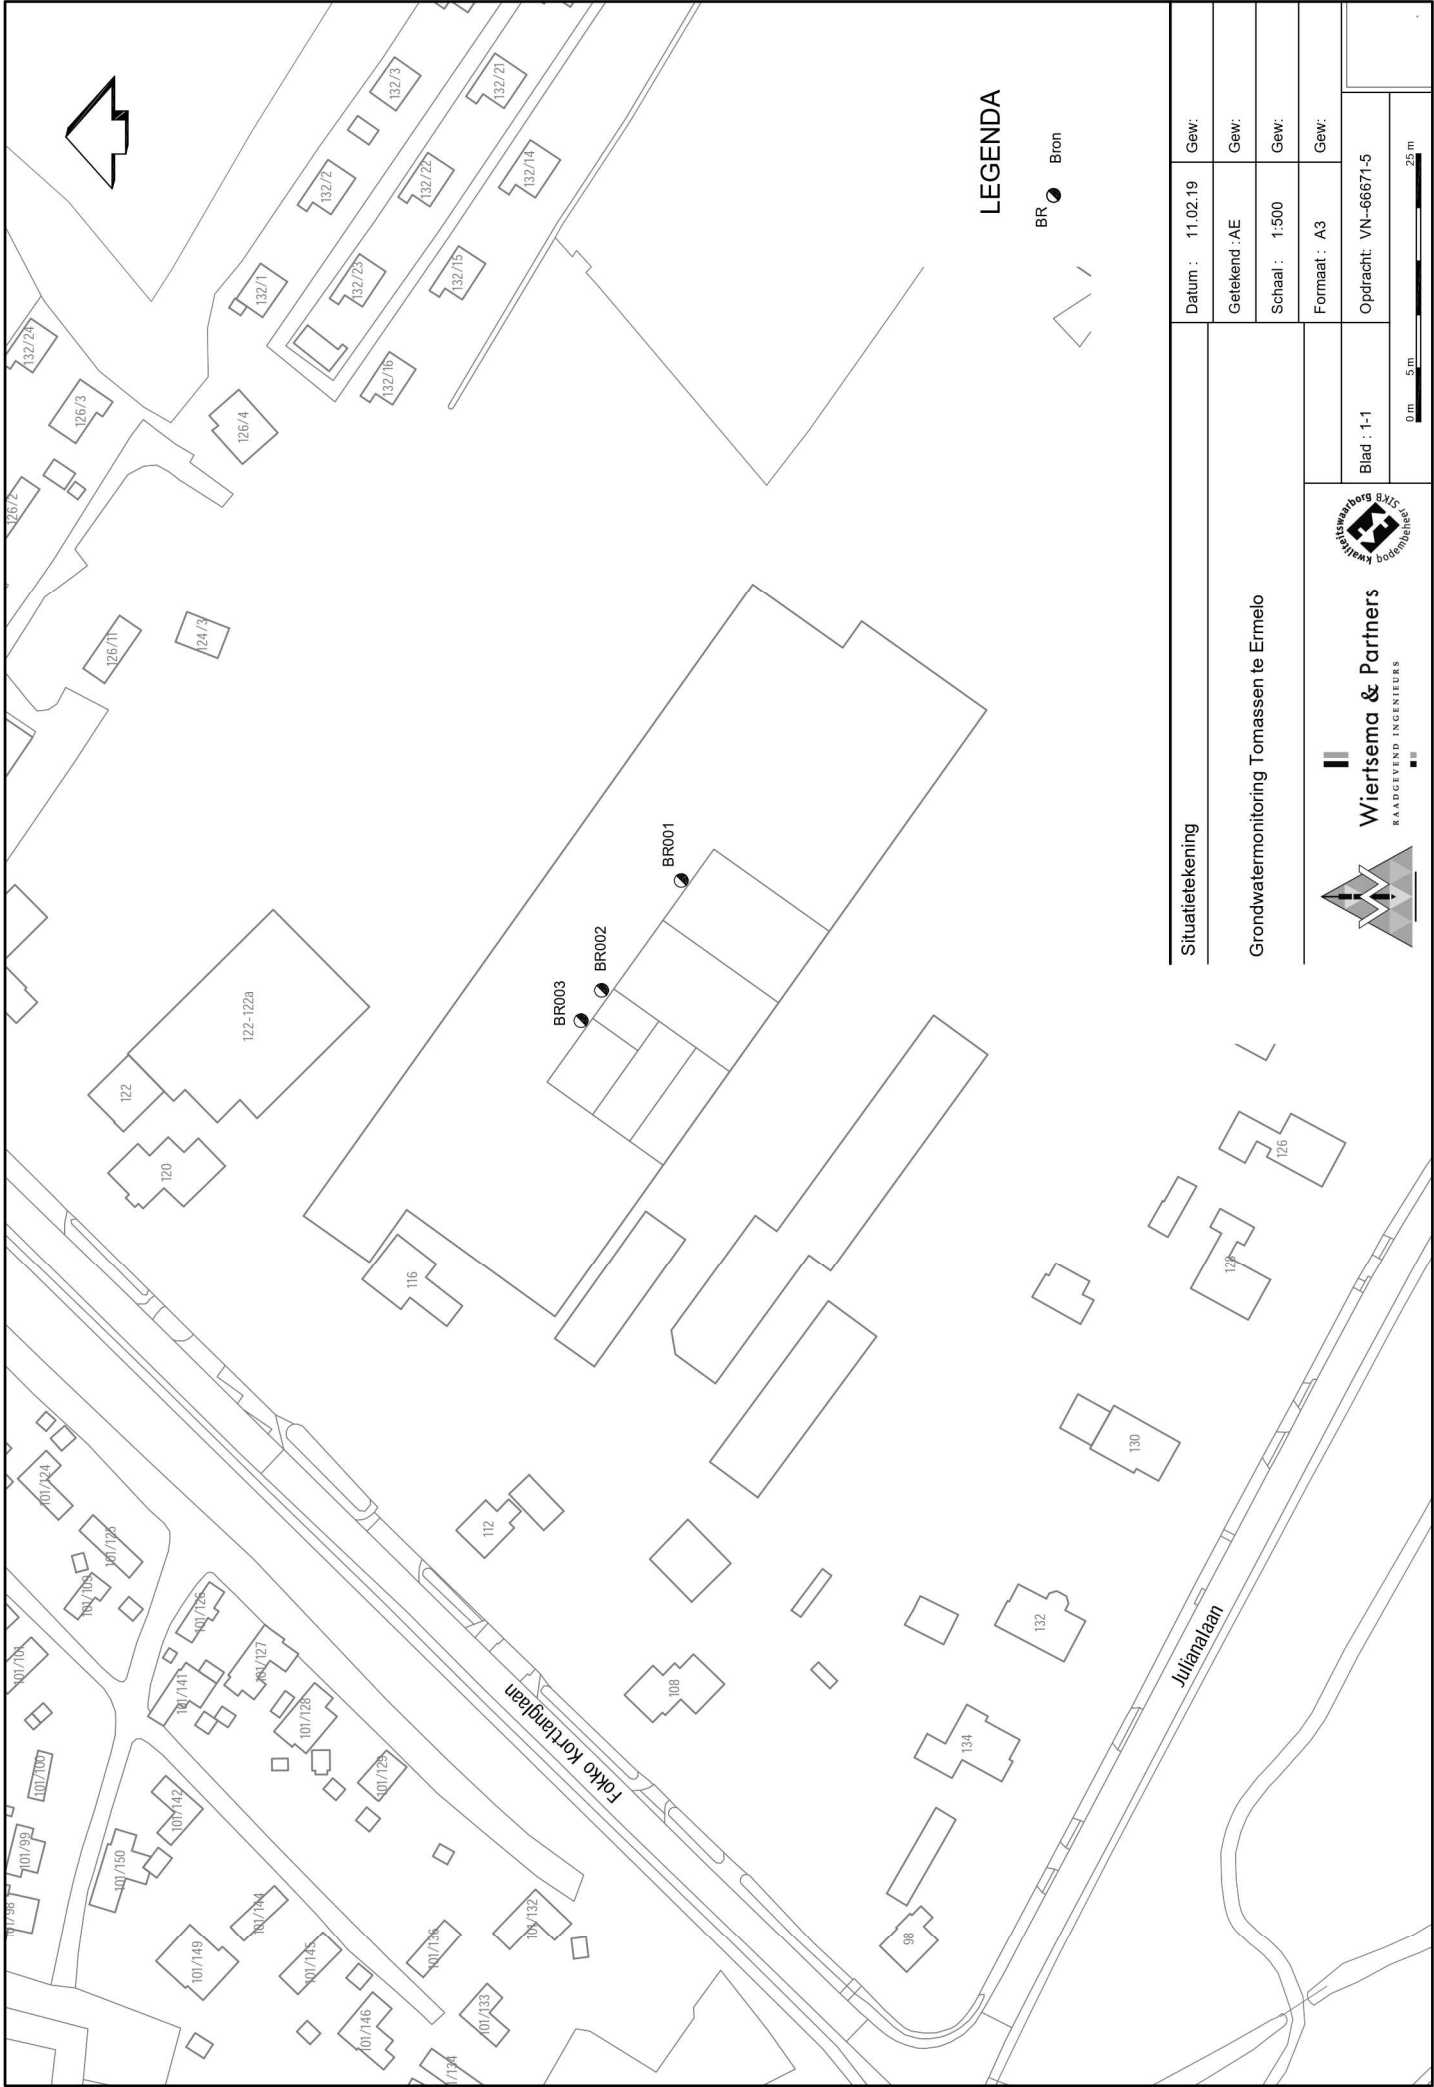 LEGENDA
BR Bron
BR001
BR002
BR003
Fokko Kortlanglaan
Julianalaan
132/3
132/21
132/2
132/22
132/14
132/1
132/23
132/15
132/24
132/16
126/3
126/4
126/2
126/11
124/3
122-122a
122
120
116
112
108
98
126
128
130
132
134
101/124
101/125
101/109
101/101
101/126
101/127
101/141
101/128
101/129
101/100
101/142
101/99
101/150
101/98
101/144
101/149
101/145
101/136
101/132
101/146
101/133
101/134
Situatietekening
Grondwatermonitoring Tomassen te Ermelo
Datum : 11.02.19 Gew:
Getekend : AE Gew:
Schaal : 1:500 Gew:
Formaat : A3 Gew:
Blad : 1-1 Opdracht: VN--66671-5
0 m 5 m 25 m
Wiertsema & Partners
RAADGEVEND INGENIEURS
kwaliteitswaarborg bodembeheer SIKB